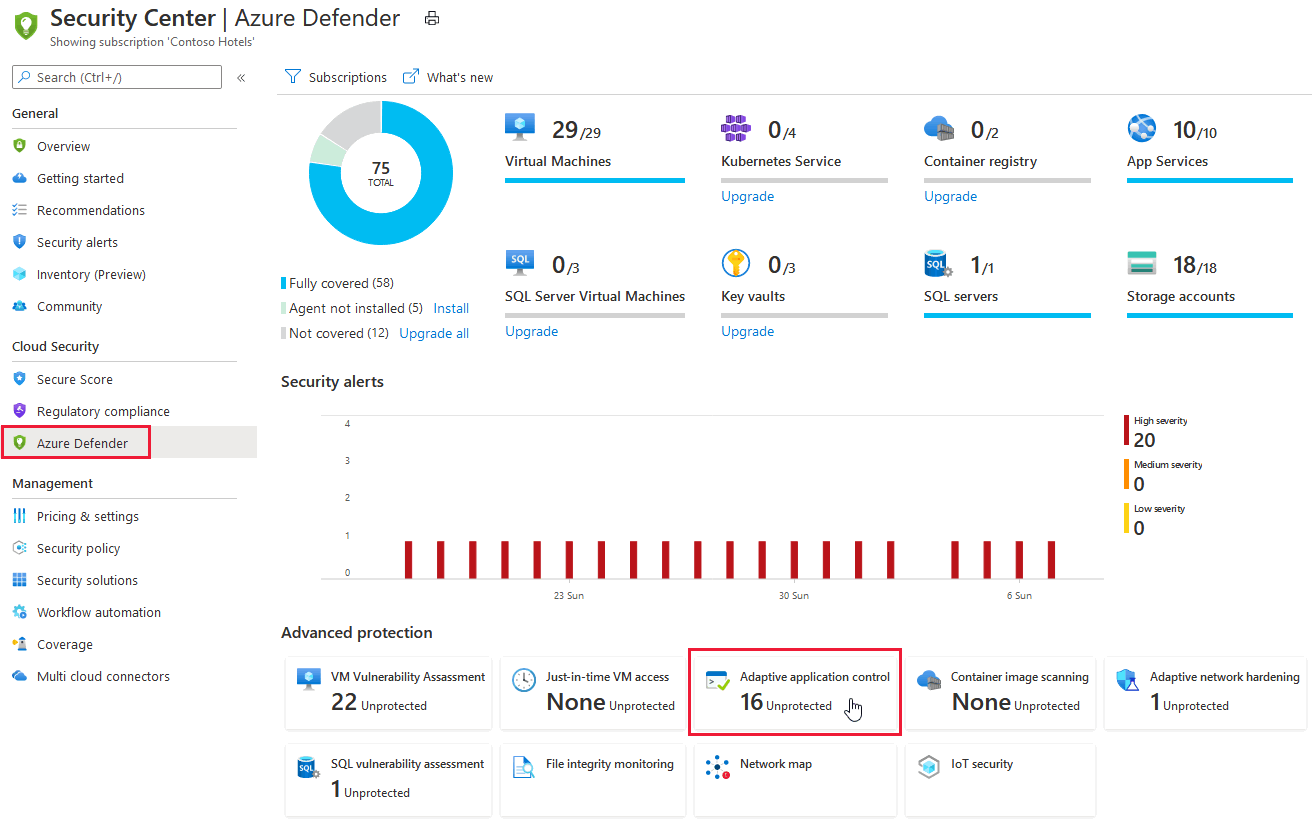 Security Center | Azure Defender
Showing subscription 'Contoso Hotels'
Search (Ctrl+/)
«
General
Overview
Getting started
Recommendations
Security alerts
Inventory (Preview)
Community
Cloud Security
Secure Score
Regulatory compliance
Azure Defender
Management
Pricing & settings
Security policy
Security solutions
Workflow automation
Coverage
Multi cloud connectors
Subscriptions
What's new
75
TOTAL
Fully covered (58)
Agent not installed (5) Install
Not covered (12) Upgrade all
29/29
Virtual Machines
0/4
Kubernetes Service
Upgrade
0/2
Container registry
Upgrade
10/10
App Services
SQL
0/3
SQL Server Virtual Machines
Upgrade
0/3
Key vaults
Upgrade
SQL
1/1
SQL servers
18/18
Storage accounts
Security alerts
4
3
2
1
0
23 Sun
30 Sun
6 Sun
High severity
20
Medium severity
0
Low severity
0
Advanced protection
VM Vulnerability Assassment
22 Unprotected
Just-in-time VM access
None Unprotected
Adaptive application control
16 Unprotected
Container image scanning
None Unprotected
Adaptive network hardening
1 Unprotected
SQL
SQL vulnerability assessment
1 Unprotected
File integrity monitoring
Network map
IoT security